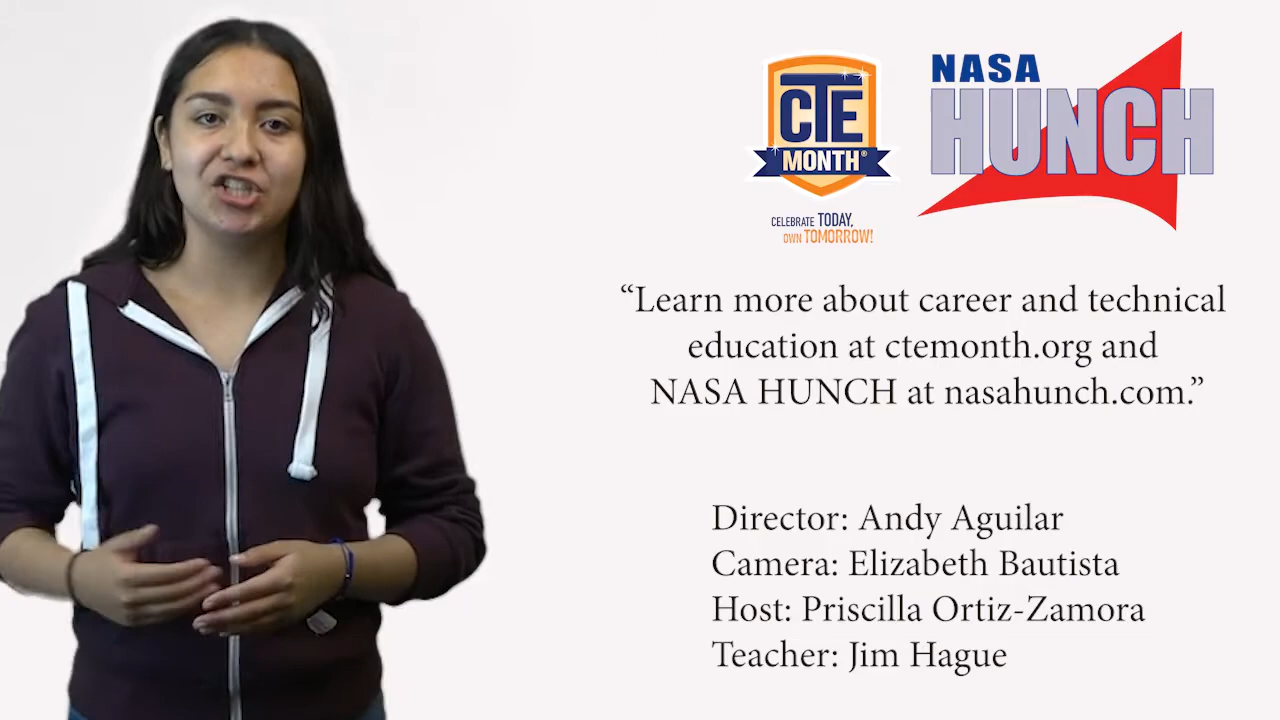 CTE
MONTH®
CELEBRATE TODAY,
OWN TOMORROW!
NASA
HUNCH
“Learn more about career and technical
education at ctemonth.org and
NASA HUNCH at nasahunch.com.”
Director: Andy Aguilar
Camera: Elizabeth Bautista
Host: Priscilla Ortiz-Zamora
Teacher: Jim Hague